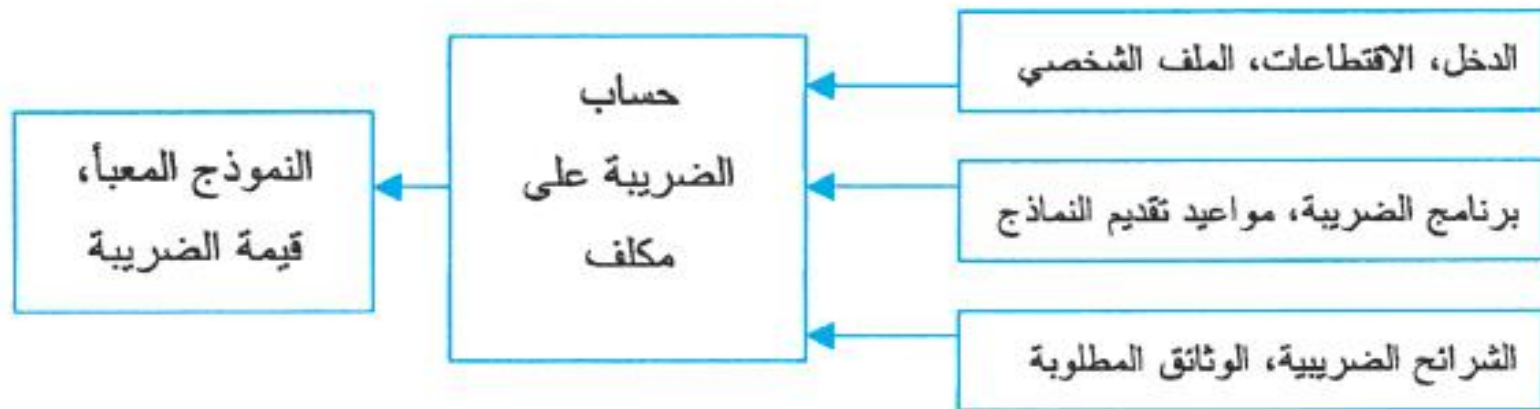 الدخل، الاقتطاعات، الملف الشخصي
برنامج الضريبة، مواعيد تقديم النماذج
الشرائح الضريبية، الوثائق المطلوبة
حساب
الضريبة على
مكلف
النموذج المعبأ،
قيمة الضريبة